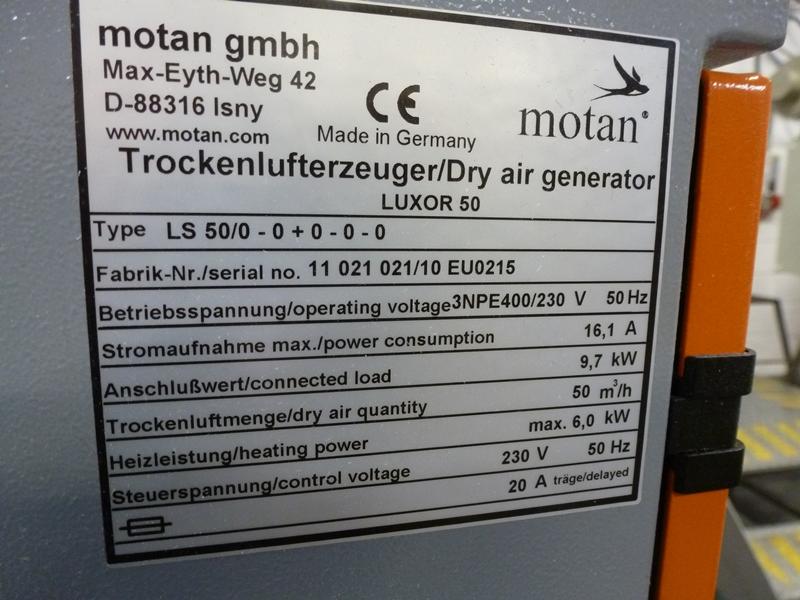 motan gmbh
Max-Eyth-Weg 42
D-88316 Isny
www.motan.com
CE
Made in Germany
motan®
Trockenlufterzeuger/Dry air generator
LUXOR 50
Type LS 50/0 - 0 + 0 - 0 - 0
Fabrik-Nr./serial no. 11 021 021/10 EU0215
Betriebsspannung/operating voltage 3NPE400/230 V 50 Hz
Stromaufnahme max./power consumption 16,1 A
Anschlußwert/connected load 9,7 kW
Trockenluftmenge/dry air quantity 50 m³/h
Heizleistung/heating power max. 6,0 kW
Steuerspannung/control voltage 230 V 50 Hz
20 A träge/delayed